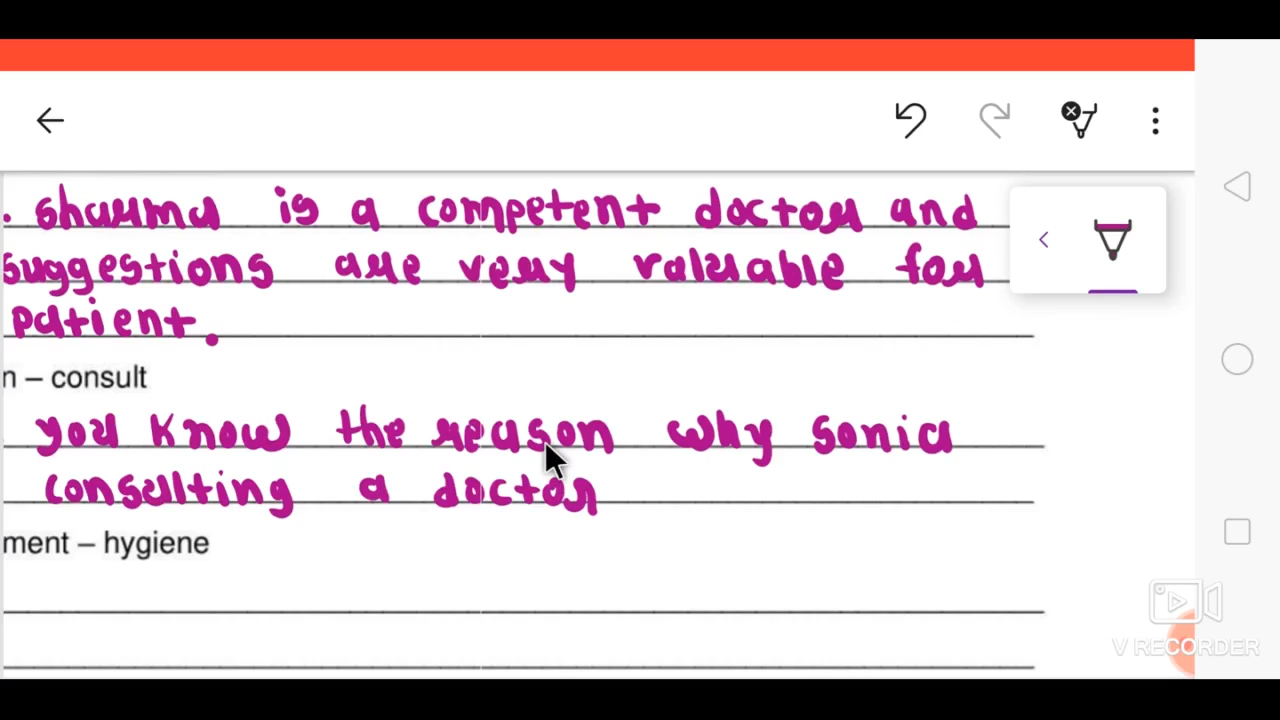 . Sharma is a competent doctor and
suggestions are very valuable for
patient.
n – consult
you know the reason why Sonia
consulting a doctor
ment – hygiene
V RECORDER